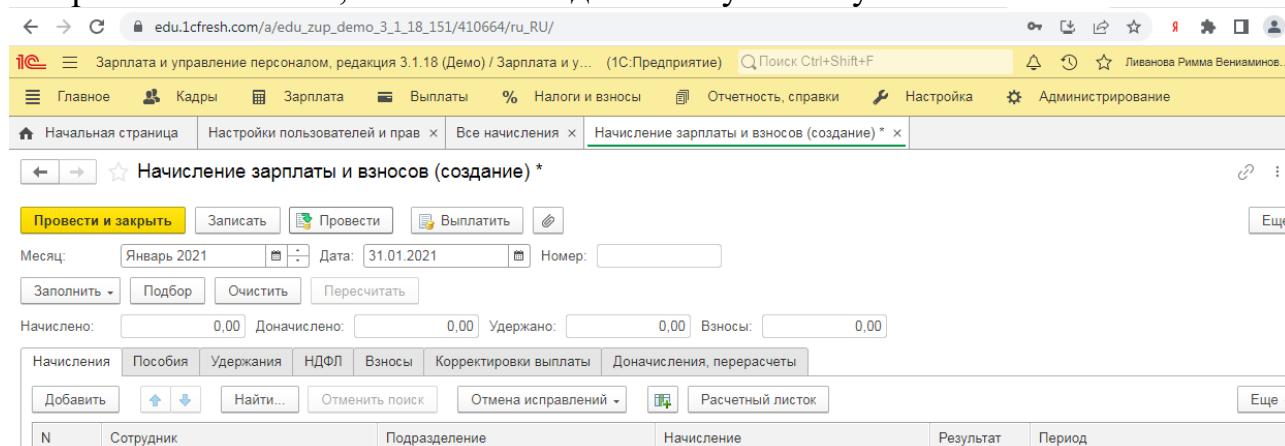 edu.1cfresh.com/a/edu_zup_demo_3_1_18_151/410664/ru_RU/
Зарплата и управление персоналом, редакция 3.1.18 (Демо) / Зарплата и у... (1С:Предприятие) Поиск Ctrl+Shift+F Ливанова Римма Вениаминов...
Главное Кадры Зарплата Выплаты % Налоги и взносы Отчетность, справки Настройка Администрирование
Начальная страница Настройки пользователей и прав × Все начисления × Начисление зарплаты и взносов (создание) * ×
Начисление зарплаты и взносов (создание) *
Провести и закрыть Записать Провести Выплатить Еще
Месяц: Январь 2021 Дата: 31.01.2021 Номер:
Заполнить Подбор Очистить Пересчитать
Начислено: 0,00 Доначислено: 0,00 Удержано: 0,00 Взносы: 0,00
Начисления Пособия Удержания НДФЛ Взносы Корректировки выплаты Доначисления, перерасчеты
Добавить Найти... Отменить поиск Отмена исправлений Расчетный листок Еще
N Сотрудник Подразделение Начисление Результат Период